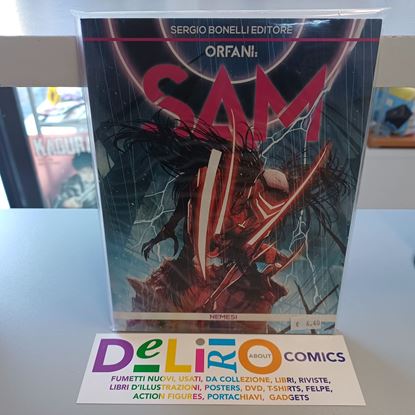 SERGIO BONELLI EDITORE
ORFANI:
SAM
NEMESI
€ 4,40
DeLiRiO ABOUT COMICS
FUMETTI NUOVI, USATI, DA COLLEZIONE, LIBRI, RIVISTE,
LIBRI D'ILLUSTRAZIONI, POSTERS, DVD, T-SHIRTS, FELPE,
ACTION FIGURES, PORTACHIAVI, GADGETS